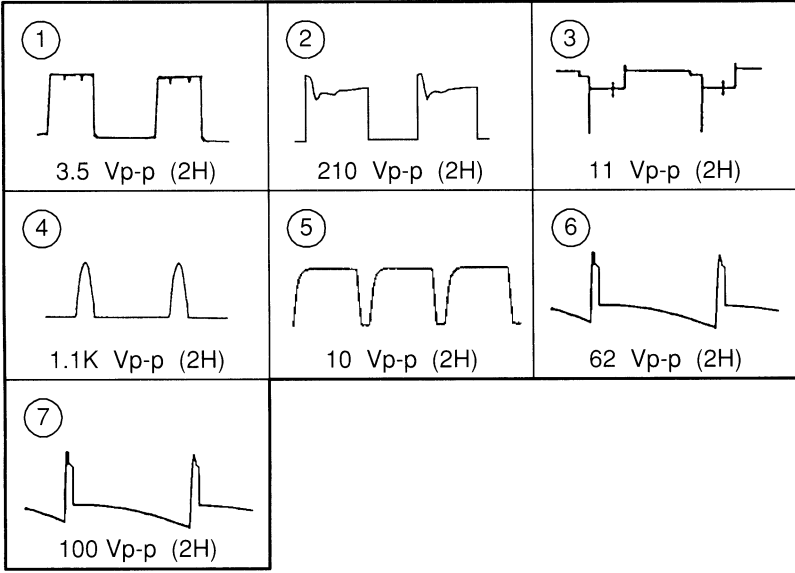 1
3.5 Vp-p (2H)
2
210 Vp-p (2H)
3
11 Vp-p (2H)
4
1.1K Vp-p (2H)
5
10 Vp-p (2H)
6
62 Vp-p (2H)
7
100 Vp-p (2H)